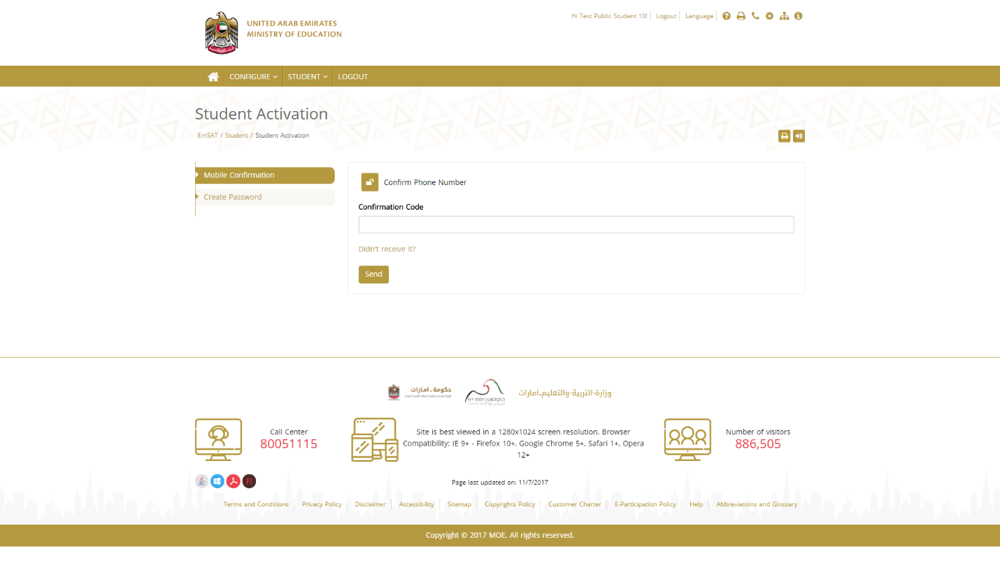 UNITED ARAB EMIRATES
MINISTRY OF EDUCATION
Hi Test Public Student 10!
Logout
Language
CONFIGURE
STUDENT
LOGOUT
Student Activation
EmSAT / Student / Student Activation
Mobile Confirmation
Create Password
Confirm Phone Number
Confirmation Code
Didn't receive it?
Send
حكومة.امارات
MY GOV
وزارة-التربية-والتعليم.امارات
Call Center
80051115
Site is best viewed in a 1280x1024 screen resolution. Browser
Compatibility: IE 9+ - Firefox 10+, Google Chrome 5+, Safari 1+, Opera
12+
Number of visitors
886,505
Page last updated on: 11/7/2017
Terms and Conditions
Privacy Policy
Disclaimer
Accessibility
Sitemap
Copyrights Policy
Customer Charter
E-Participation Policy
Help
Abbreviations and Glossary
Copyright © 2017 MOE. All rights reserved.